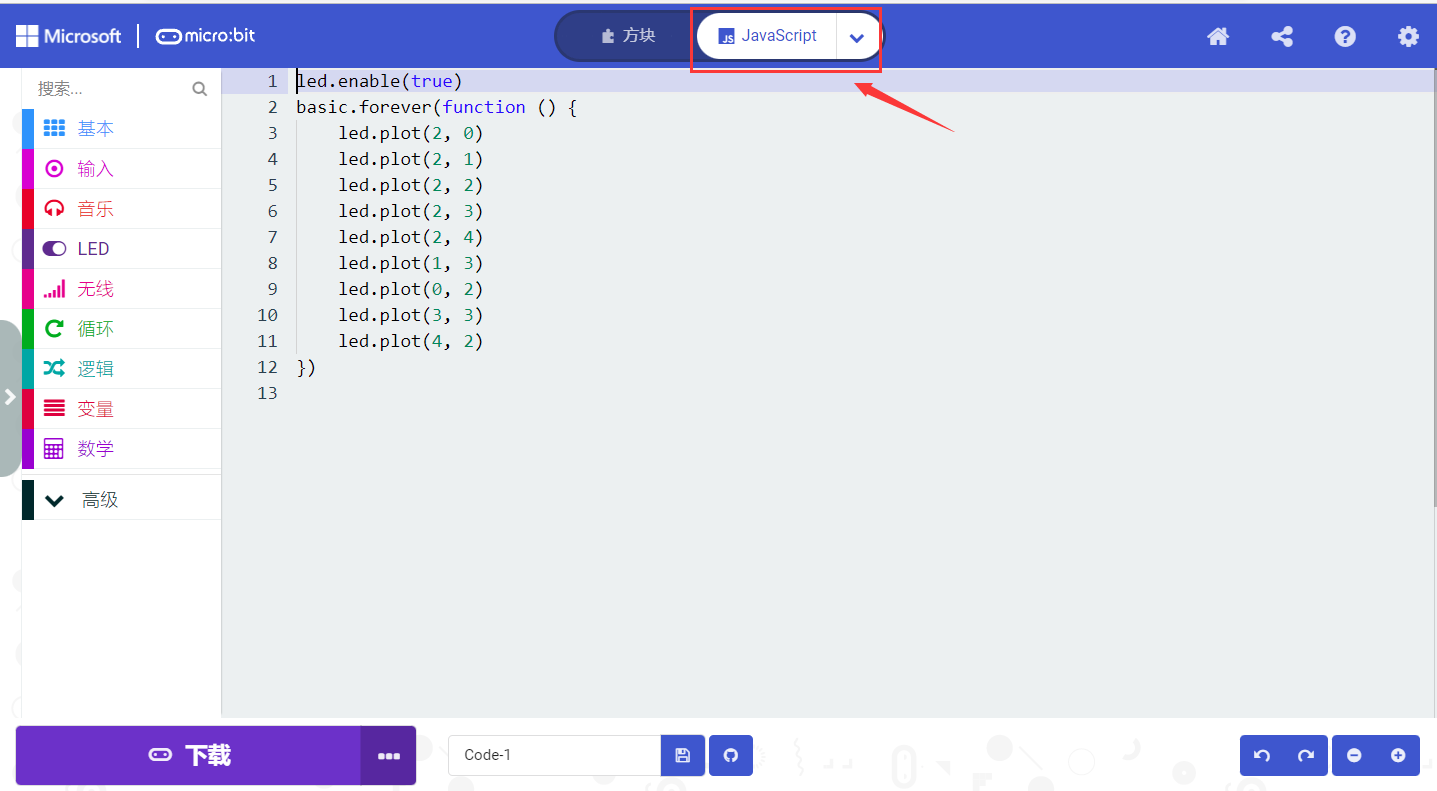 Microsoft micro:bit 方块 JavaScript
搜索...
基本
输入
音乐
LED
无线
循环
逻辑
变量
数学
高级
1 led.enable(true)
2 basic.forever(function () {
3 led.plot(2, 0)
4 led.plot(2, 1)
5 led.plot(2, 2)
6 led.plot(2, 3)
7 led.plot(2, 4)
8 led.plot(1, 3)
9 led.plot(0, 2)
10 led.plot(3, 3)
11 led.plot(4, 2)
12 })
13
下载 Code-1